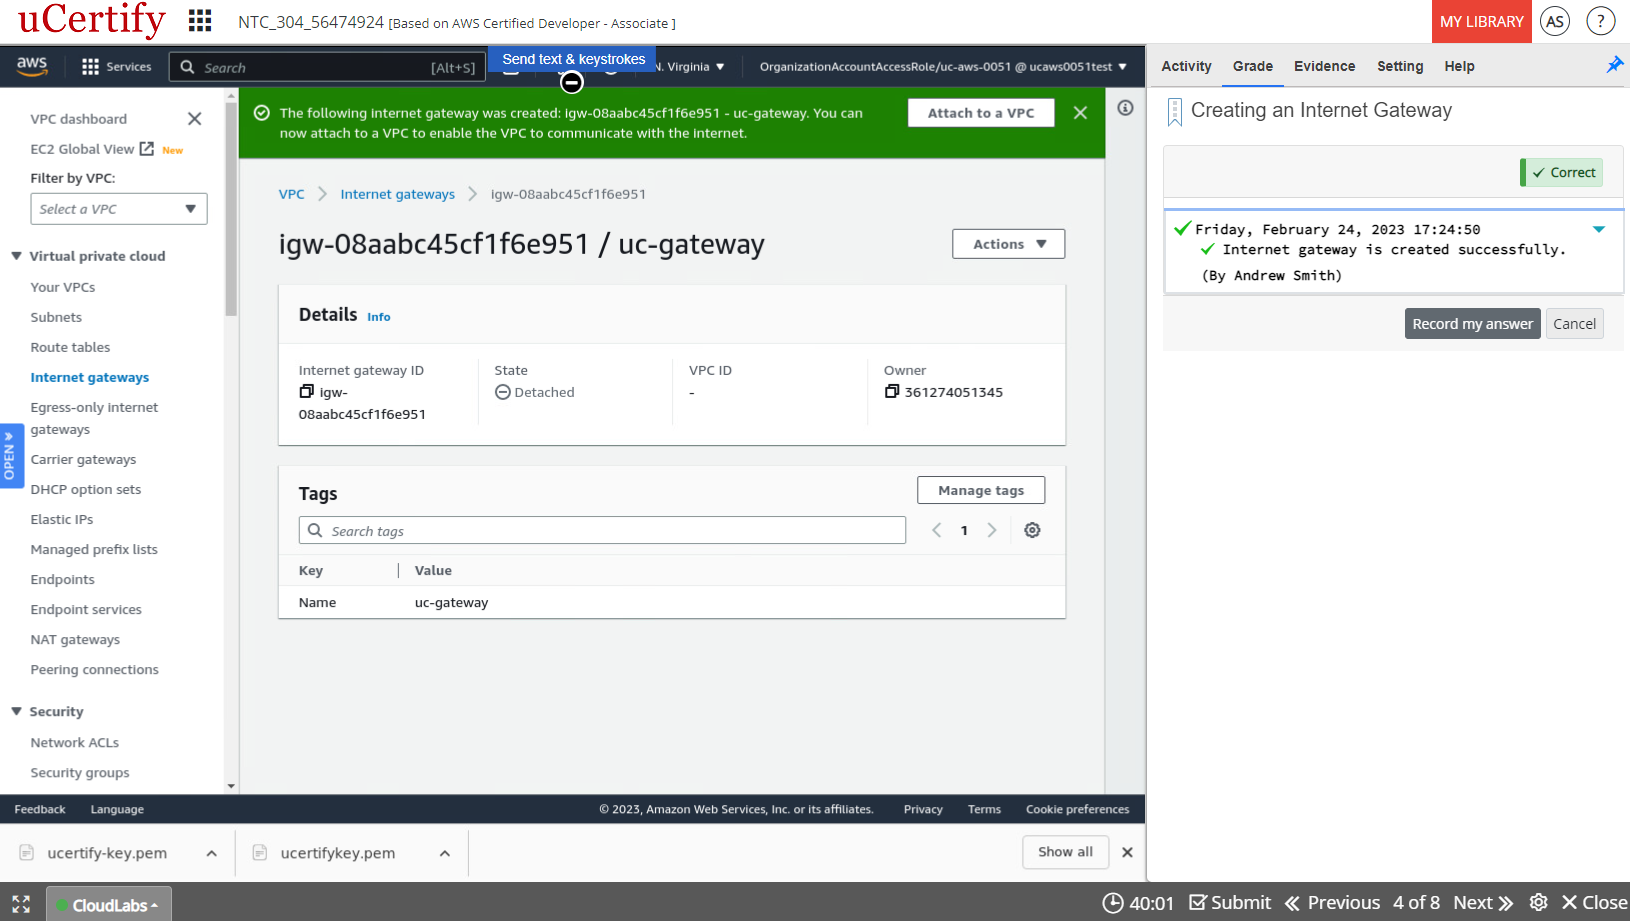 uCertify
NTC_304_56474924 [Based on AWS Certified Developer - Associate ]
MY LIBRARY
AS
?
aws
Services
Search
[Alt+S]
Send text & keystrokes
Virginia
OrganizationAccountAccessRole/uc-aws-0051 @ ucaws0051test
Activity
Grade
Evidence
Setting
Help
VPC dashboard
EC2 Global View New
Filter by VPC:
Select a VPC
Virtual private cloud
Your VPCs
Subnets
Route tables
Internet gateways
Egress-only internet
gateways
Carrier gateways
DHCP option sets
Elastic IPs
Managed prefix lists
Endpoints
Endpoint services
NAT gateways
Peering connections
Security
Network ACLs
Security groups
OPEN
The following internet gateway was created: igw-08aabc45cf1f6e951 - uc-gateway. You can
now attach to a VPC to enable the VPC to communicate with the internet.
Attach to a VPC
VPC
Internet gateways
igw-08aabc45cf1f6e951
igw-08aabc45cf1f6e951 / uc-gateway
Actions
Details Info
Internet gateway ID
igw-
08aabc45cf1f6e951
State
Detached
VPC ID
-
Owner
361274051345
Tags
Manage tags
Search tags
1
Key
Value
Name
uc-gateway
Creating an Internet Gateway
Correct
Friday, February 24, 2023 17:24:50
Internet gateway is created successfully.
(By Andrew Smith)
Record my answer
Cancel
Feedback
Language
© 2023, Amazon Web Services, Inc. or its affiliates.
Privacy
Terms
Cookie preferences
ucertify-key.pem
ucertifykey.pem
Show all
CloudLabs
40:01
Submit
Previous
4 of 8
Next
Close